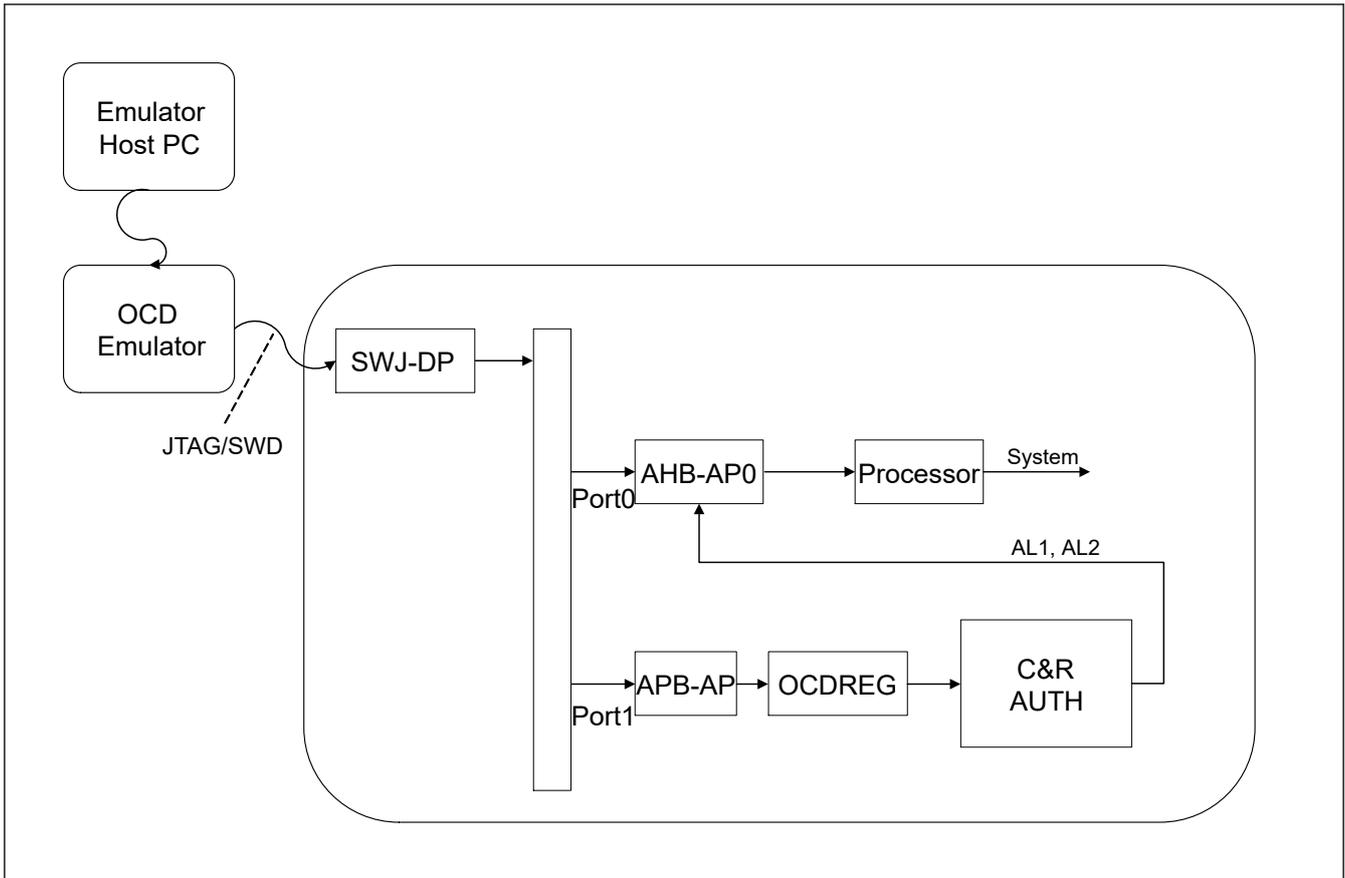 Emulator
Host PC
OCD
Emulator
JTAG/SWD
SWJ-DP
Port0
AHB-AP0
Processor
System
AL1, AL2
Port1
APB-AP
OCDREG
C&R
AUTH